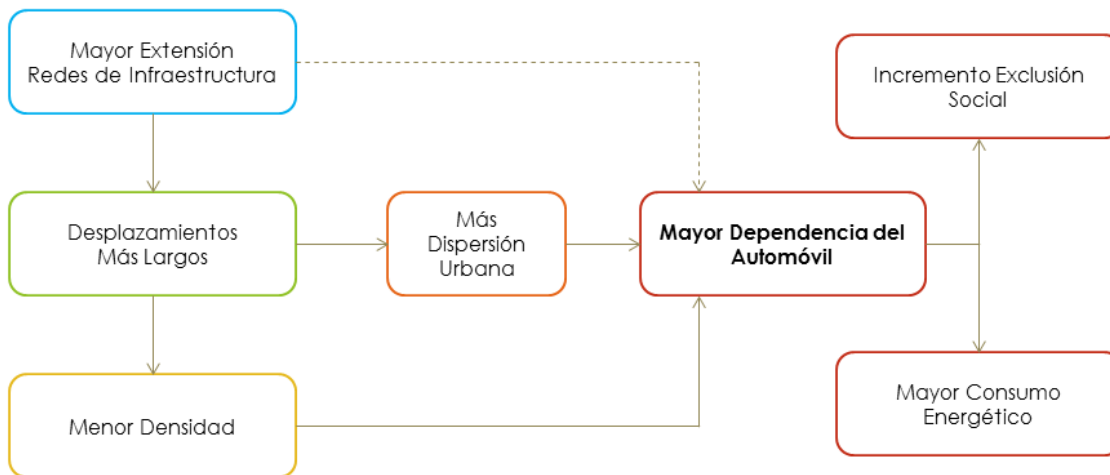 Mayor Extensión
Redes de Infraestructura
Incremento Exclusión
Social
Desplazamientos
Más Largos
Más
Dispersión
Urbana
Mayor Dependencia del
Automóvil
Menor Densidad
Mayor Consumo
Energético